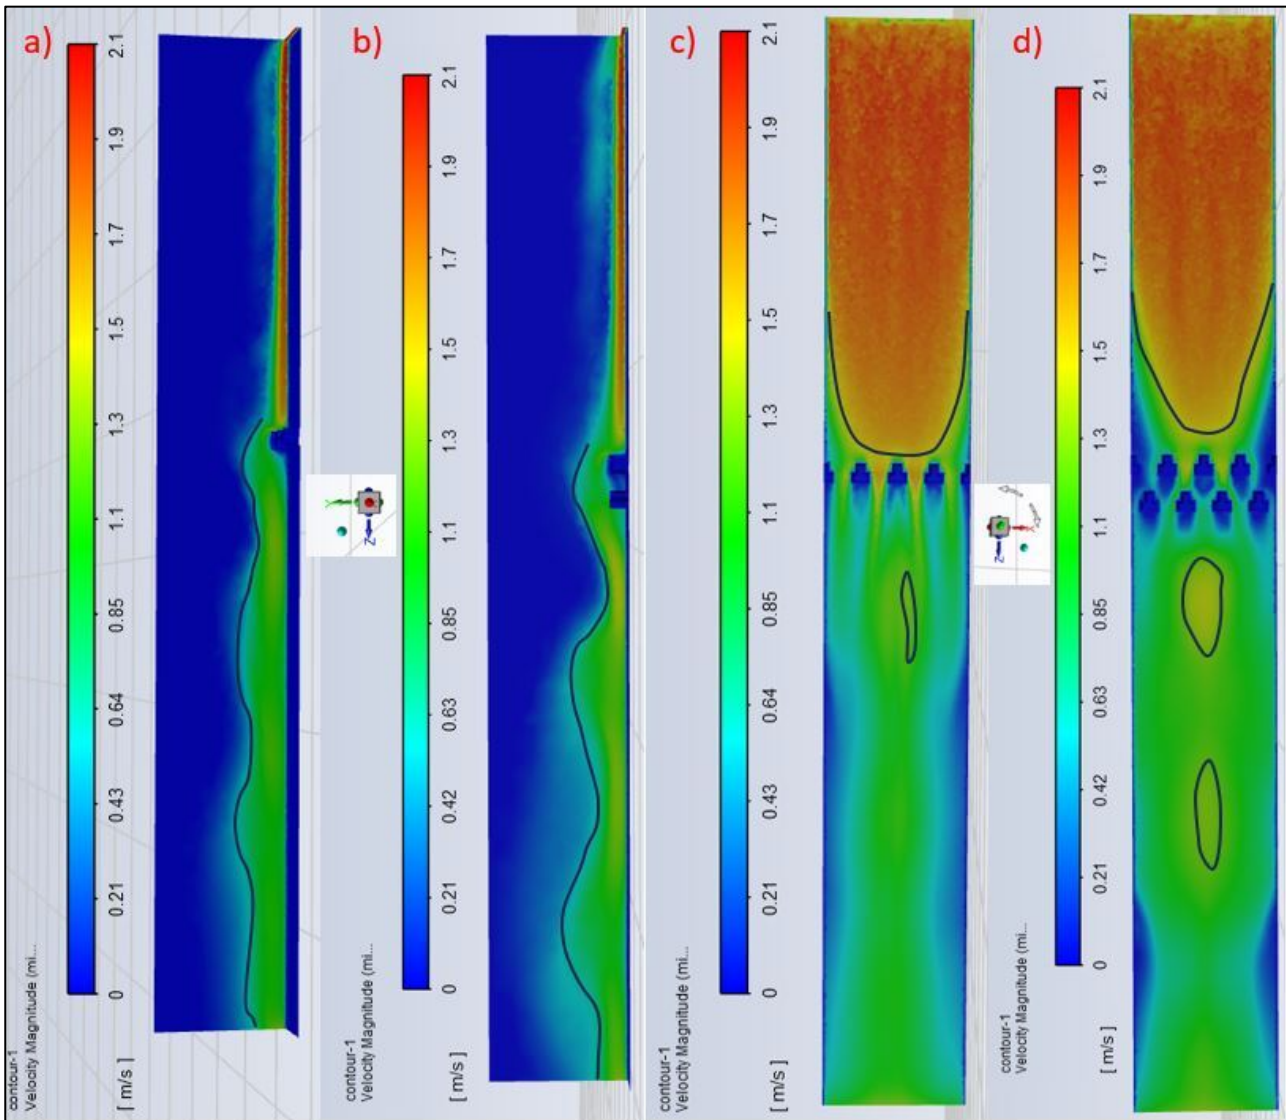 a)
2.1
1.9
1.7
1.5
1.3
1.1
0.85
0.64
0.43
0.21
0
contour-1
Velocity Magnitude (mi...
[ m/s ]
b)
2.1
1.9
1.7
1.5
1.3
1.1
0.85
0.63
0.42
0.21
0
contour-1
Velocity Magnitude (mi...
[ m/s ]
Y
Z
c)
2.1
1.9
1.7
1.5
1.3
1.1
0.85
0.64
0.43
0.21
0
contour-1
Velocity Magnitude (mi...
[ m/s ]
d)
2.1
1.9
1.7
1.5
1.3
1.1
0.85
0.63
0.42
0.21
0
contour-1
Velocity Magnitude (mi...
[ m/s ]
X
Z